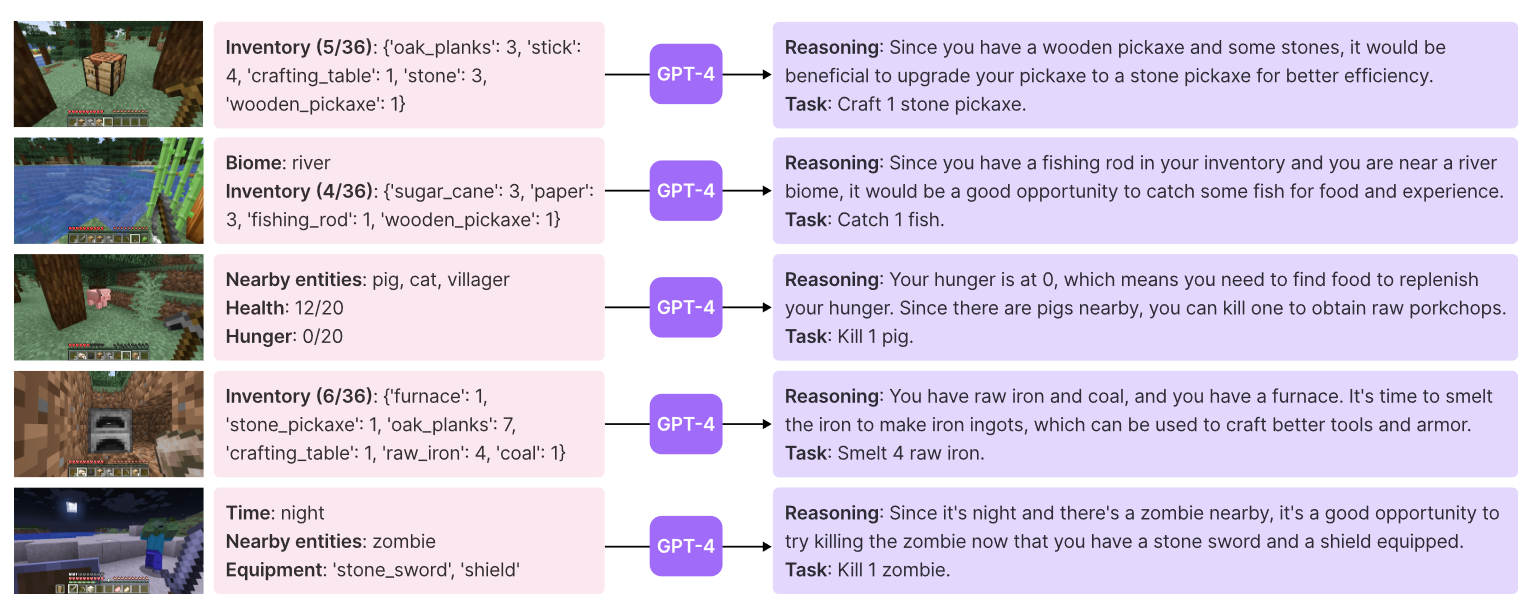 Inventory (5/36): {'oak_planks': 3, 'stick':
4, 'crafting_table': 1, 'stone': 3,
'wooden_pickaxe': 1}
GPT-4
Reasoning: Since you have a wooden pickaxe and some stones, it would be
beneficial to upgrade your pickaxe to a stone pickaxe for better efficiency.
Task: Craft 1 stone pickaxe.
Biome: river
Inventory (4/36): {'sugar_cane': 3, 'paper':
3, 'fishing_rod': 1, 'wooden_pickaxe': 1}
GPT-4
Reasoning: Since you have a fishing rod in your inventory and you are near a river
biome, it would be a good opportunity to catch some fish for food and experience.
Task: Catch 1 fish.
Nearby entities: pig, cat, villager
Health: 12/20
Hunger: 0/20
GPT-4
Reasoning: Your hunger is at 0, which means you need to find food to replenish
your hunger. Since there are pigs nearby, you can kill one to obtain raw porkchops.
Task: Kill 1 pig.
Inventory (6/36): {'furnace': 1,
'stone_pickaxe': 1, 'oak_planks': 7,
'crafting_table': 1, 'raw_iron': 4, 'coal': 1}
GPT-4
Reasoning: You have raw iron and coal, and you have a furnace. It's time to smelt
the iron to make iron ingots, which can be used to craft better tools and armor.
Task: Smelt 4 raw iron.
Time: night
Nearby entities: zombie
Equipment: 'stone_sword', 'shield'
GPT-4
Reasoning: Since it's night and there's a zombie nearby, it's a good opportunity to
try killing the zombie now that you have a stone sword and a shield equipped.
Task: Kill 1 zombie.